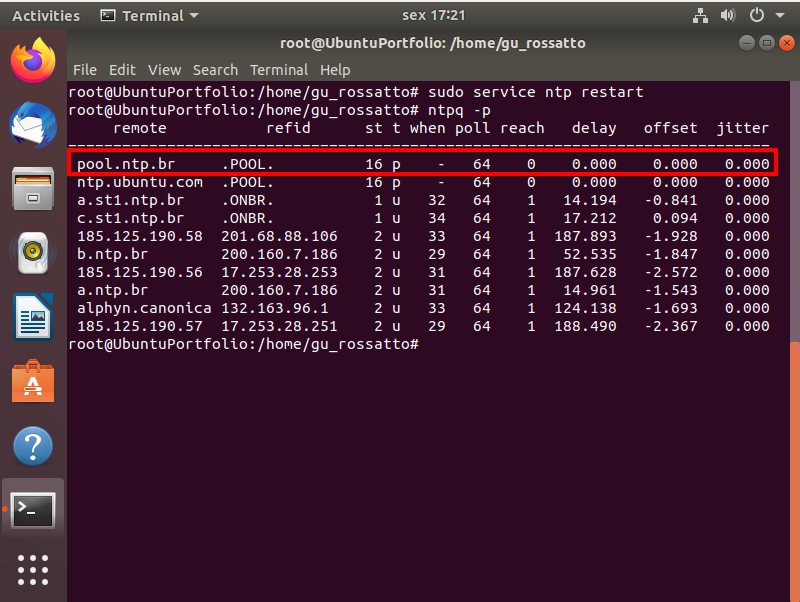 Activities Terminal sex 17:21
root@UbuntuPortfolio: /home/gu_rossatto
File Edit View Search Terminal Help
root@UbuntuPortfolio:/home/gu_rossatto# sudo service ntp restart
root@UbuntuPortfolio:/home/gu_rossatto# ntpq -p
     remote           refid      st t when poll reach   delay   offset  jitter
==============================================================================
 pool.ntp.br     .POOL.          16 p    -   64    0    0.000    0.000   0.000
 ntp.ubuntu.com  .POOL.          16 p    -   64    0    0.000    0.000   0.000
 a.st1.ntp.br    .ONBR.           1 u   32   64    1   14.194   -0.841   0.000
 c.st1.ntp.br    .ONBR.           1 u   34   64    1   17.212    0.094   0.000
 185.125.190.58  201.68.88.106    2 u   33   64    1  187.893   -1.928   0.000
 b.ntp.br        200.160.7.186    2 u   29   64    1   52.535   -1.847   0.000
 185.125.190.56  17.253.28.253    2 u   31   64    1  187.628   -2.572   0.000
 a.ntp.br        200.160.7.186    2 u   31   64    1   14.961   -1.543   0.000
 alphyn.canonica 132.163.96.1     2 u   33   64    1  124.138   -1.693   0.000
 185.125.190.57  17.253.28.251    2 u   29   64    1  188.490   -2.367   0.000
root@UbuntuPortfolio:/home/gu_rossatto#